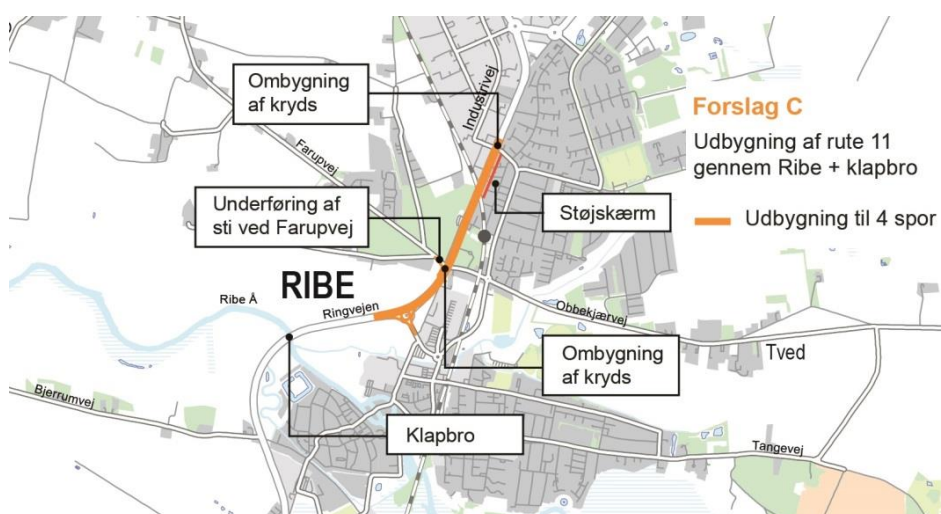 Ombygning
af kryds
Industrivej
Farupvej
Forslag C
Udbygning af rute 11
gennem Ribe + klapbro
Underføring af
sti ved Farupvej
Støjskærm
Udbygning til 4 spor
RIBE
Ribe Å
Ringvejen
Obbekjærvej
Tved
Ombygning
af kryds
Bjerrumvej
Klapbro
Tangevej